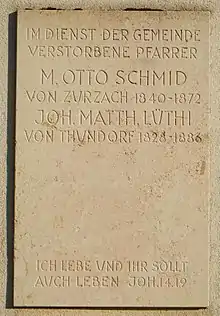 IM DIENST DER GEMEINDE
VERSTORBENE PFARRER
M. OTTO SCHMID
VON ZURZACH 1840-1872
JOH. MATTH. LÜTHI
VON THUNDORF 1828-1886
ICH LEBE UND IHR SOLLT
AUCH LEBEN JOH. 14.19